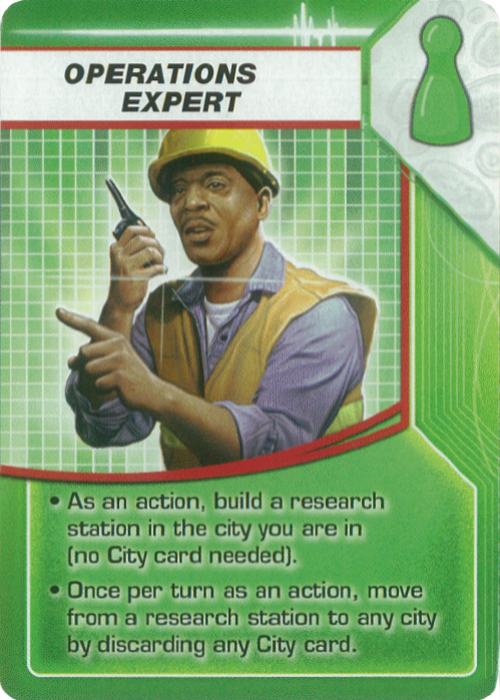 OPERATIONS
EXPERT
• As an action, build a research
station in the city you are in
(no City card needed).
• Once per turn as an action, move
from a research station to any city
by discarding any City card.